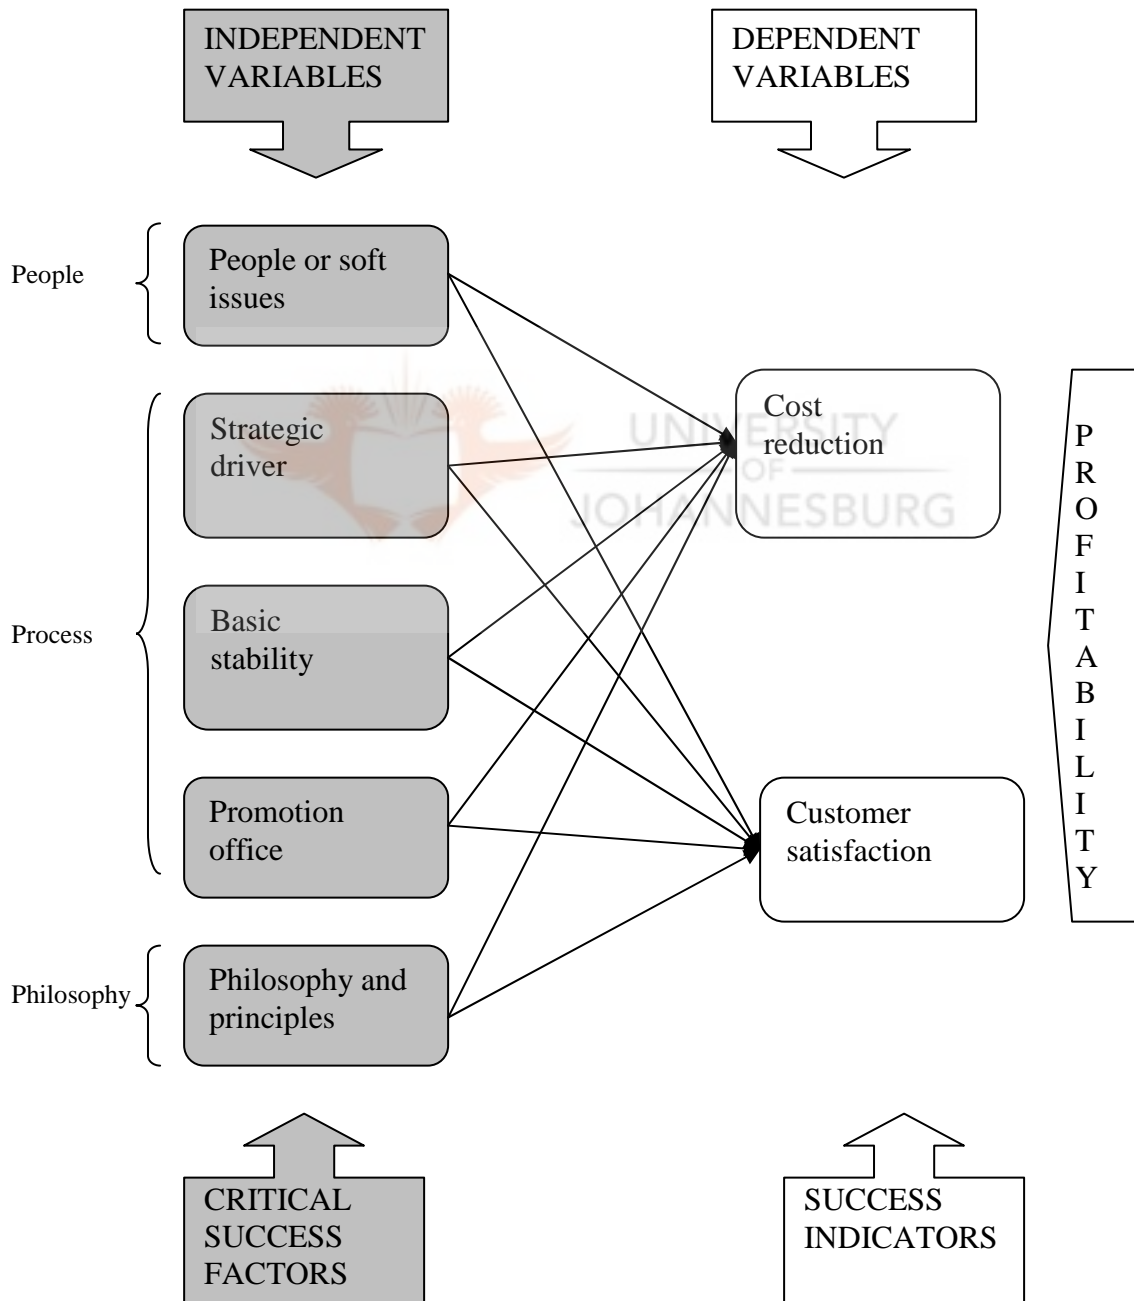 INDEPENDENT
VARIABLES
DEPENDENT
VARIABLES
People
People or soft
issues
Strategic
driver
Cost
reduction
UNIVERSITY
OF
JOHANNESBURG
Process
Basic
stability
Promotion
office
Customer
satisfaction
P
R
O
F
I
T
A
B
I
L
I
T
Y
Philosophy
Philosophy and
principles
CRITICAL
SUCCESS
FACTORS
SUCCESS
INDICATORS